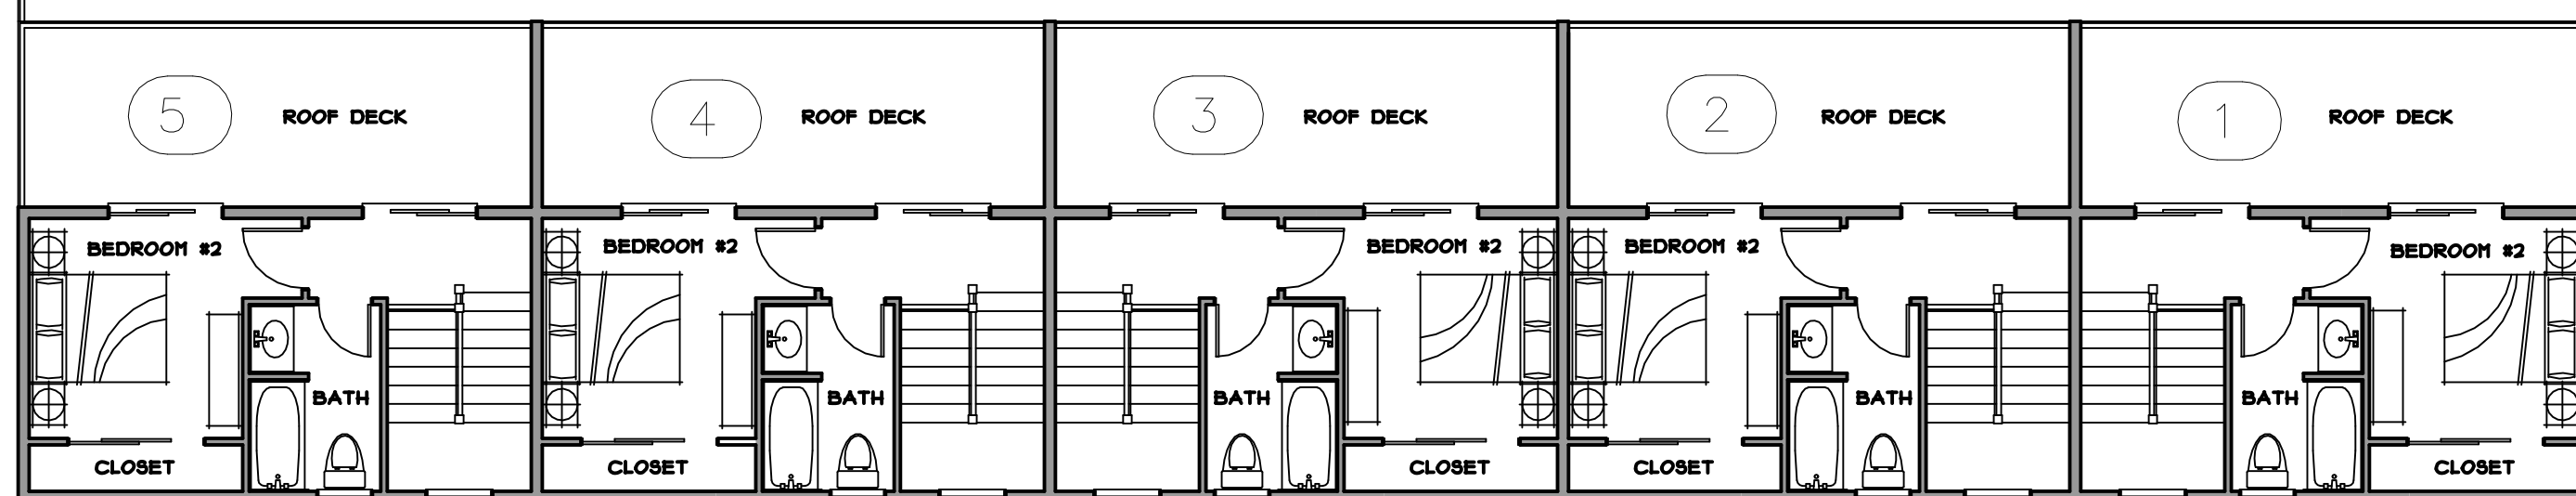 5 ROOF DECK 4 ROOF DECK 3 ROOF DECK 2 ROOF DECK 1 ROOF DECK
BEDROOM #2 BEDROOM #2 BEDROOM #2 BEDROOM #2 BEDROOM #2
BATH BATH BATH BATH BATH
CLOSET CLOSET CLOSET CLOSET CLOSET